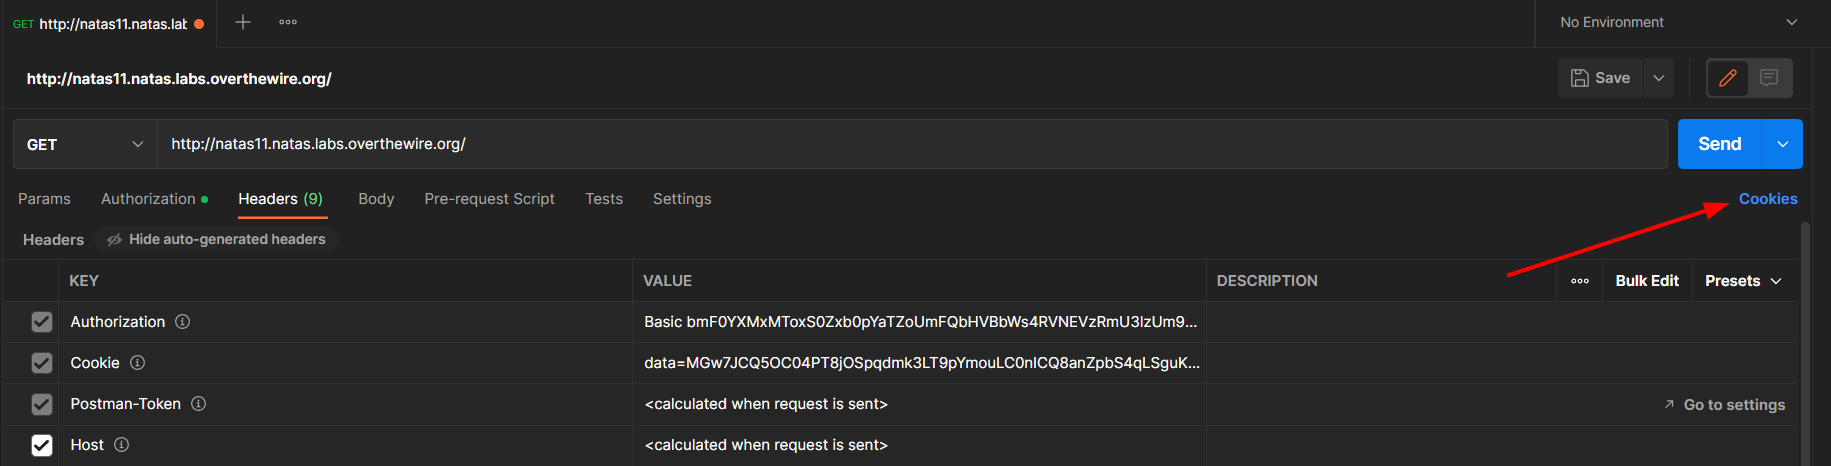 GET http://natas11.natas.lab
No Environment
http://natas11.natas.labs.overthewire.org/
Save
GET http://natas11.natas.labs.overthewire.org/ Send
Params Authorization Headers (9) Body Pre-request Script Tests Settings Cookies
Headers Hide auto-generated headers
KEY VALUE DESCRIPTION Bulk Edit Presets
Authorization Basic bmF0YXMxMToxS0Zxb0pYaTZoUmFQbHVBbWs4RVNEVzRmU3lzUm9...
Cookie data=MGw7JCQ5OC04PT8jOSpqdmk3LT9pYmouLC0nICQ8anZpbS4qLSguK...
Postman-Token <calculated when request is sent> Go to settings
Host <calculated when request is sent>